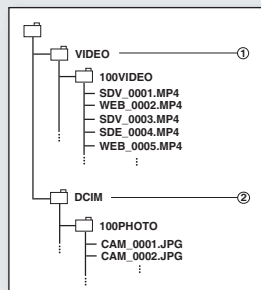 VIDEO ①
100VIDEO
SDV_0001.MP4
WEB_0002.MP4
SDV_0003.MP4
SDE_0004.MP4
WEB_0005.MP4
DCIM ②
100PHOTO
CAM_0001.JPG
CAM_0002.JPG